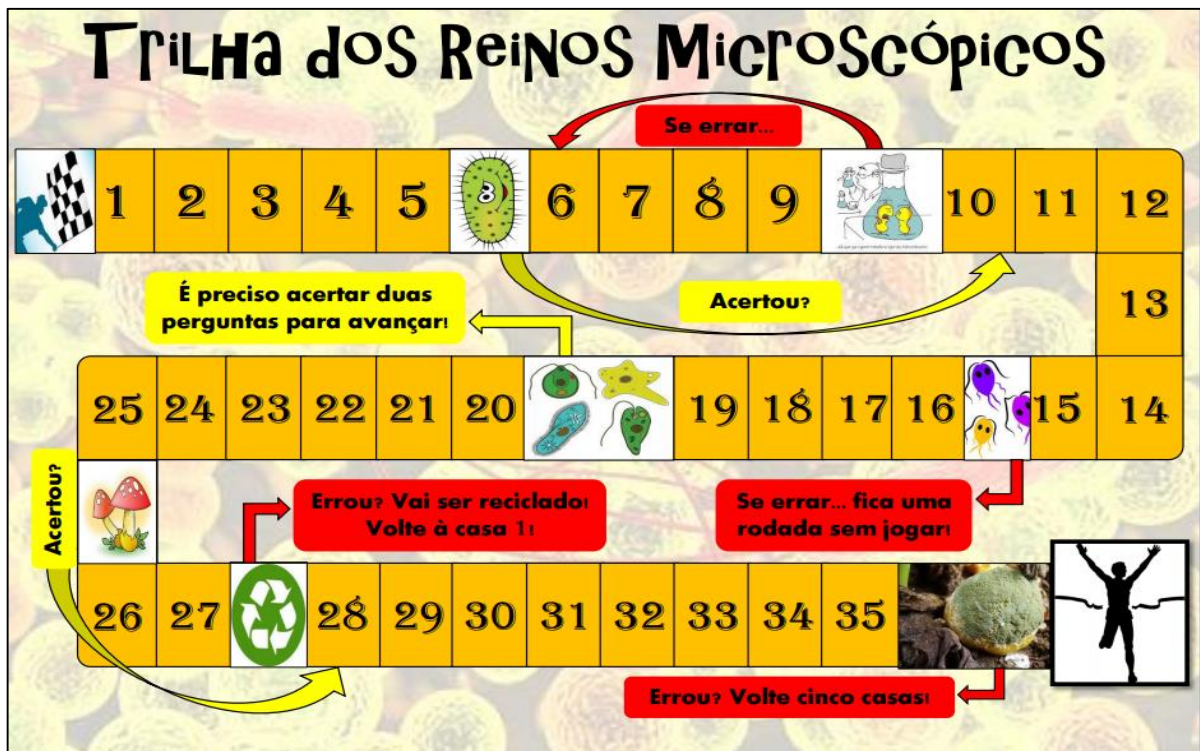 Trilha dos Reinos Microscópicos
Se errar...
1 2 3 4 5 6 7 8 9 10 11 12
É preciso acertar duas
perguntas para avançar!
Acertou?
13
25 24 23 22 21 20 19 18 17 16 15 14
Acertou?
Errou? Vai ser reciclado!
Volte à casa 1!
Se errar... fica uma
rodada sem jogar!
26 27 28 29 30 31 32 33 34 35
Errou? Volte cinco casas!